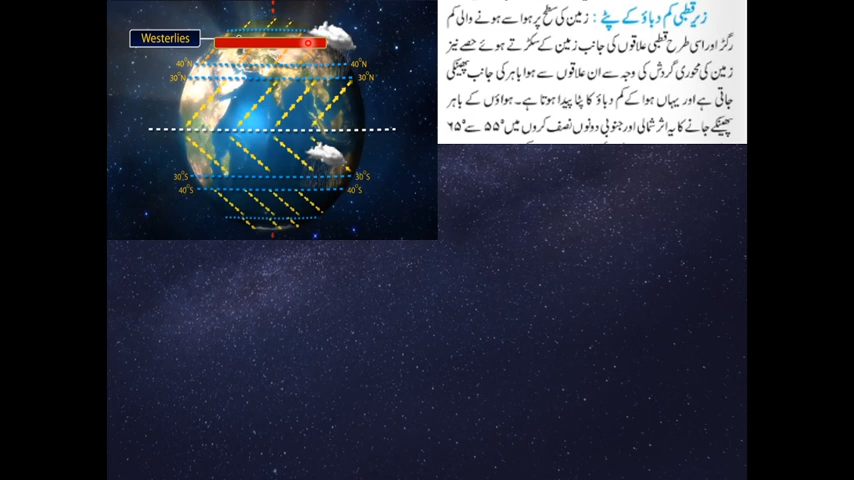 Westerlies
40°N 40°N
30°N 30°N
30°S 30°S
40°S 40°S
زیر قطبی کم دباؤ کے پٹے : زمین کی سطح پر ہوا سے ہونے والی کم
رگڑ اور اسی طرح قطبی علاقوں کی جانب زمین کے سکڑتے ہوئے حصے نیز
زمین کی محوری گردش کی وجہ سے ان علاقوں سے ہوا باہر کی جانب پھینکی
جاتی ہے اور یہاں ہوا کے کم دباؤ کا پٹا پیدا ہوتا ہے۔ ہواؤں کے باہر
پھینکے جانے کا یہ اثر شمالی اور جنوبی دونوں نصف کروں میں ۵۵° سے ۶۵°